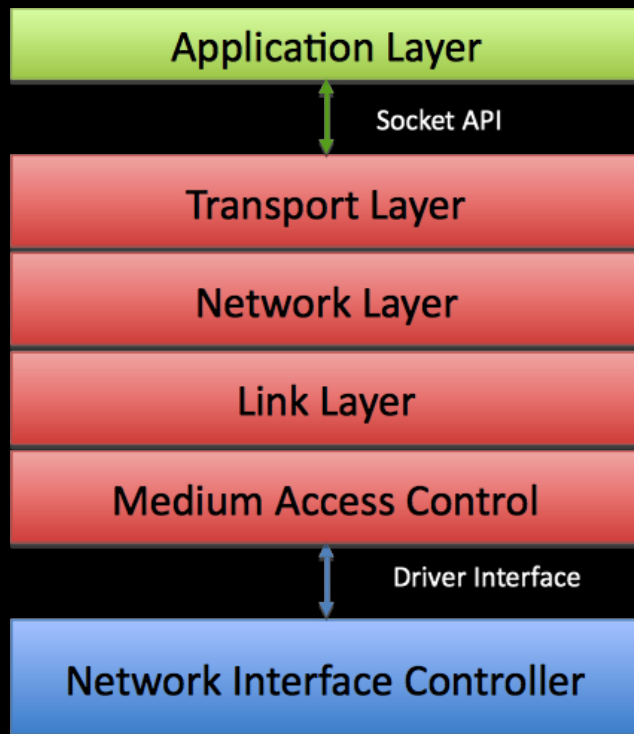 Application Layer
Socket API
Transport Layer
Network Layer
Link Layer
Medium Access Control
Driver Interface
Network Interface Controller